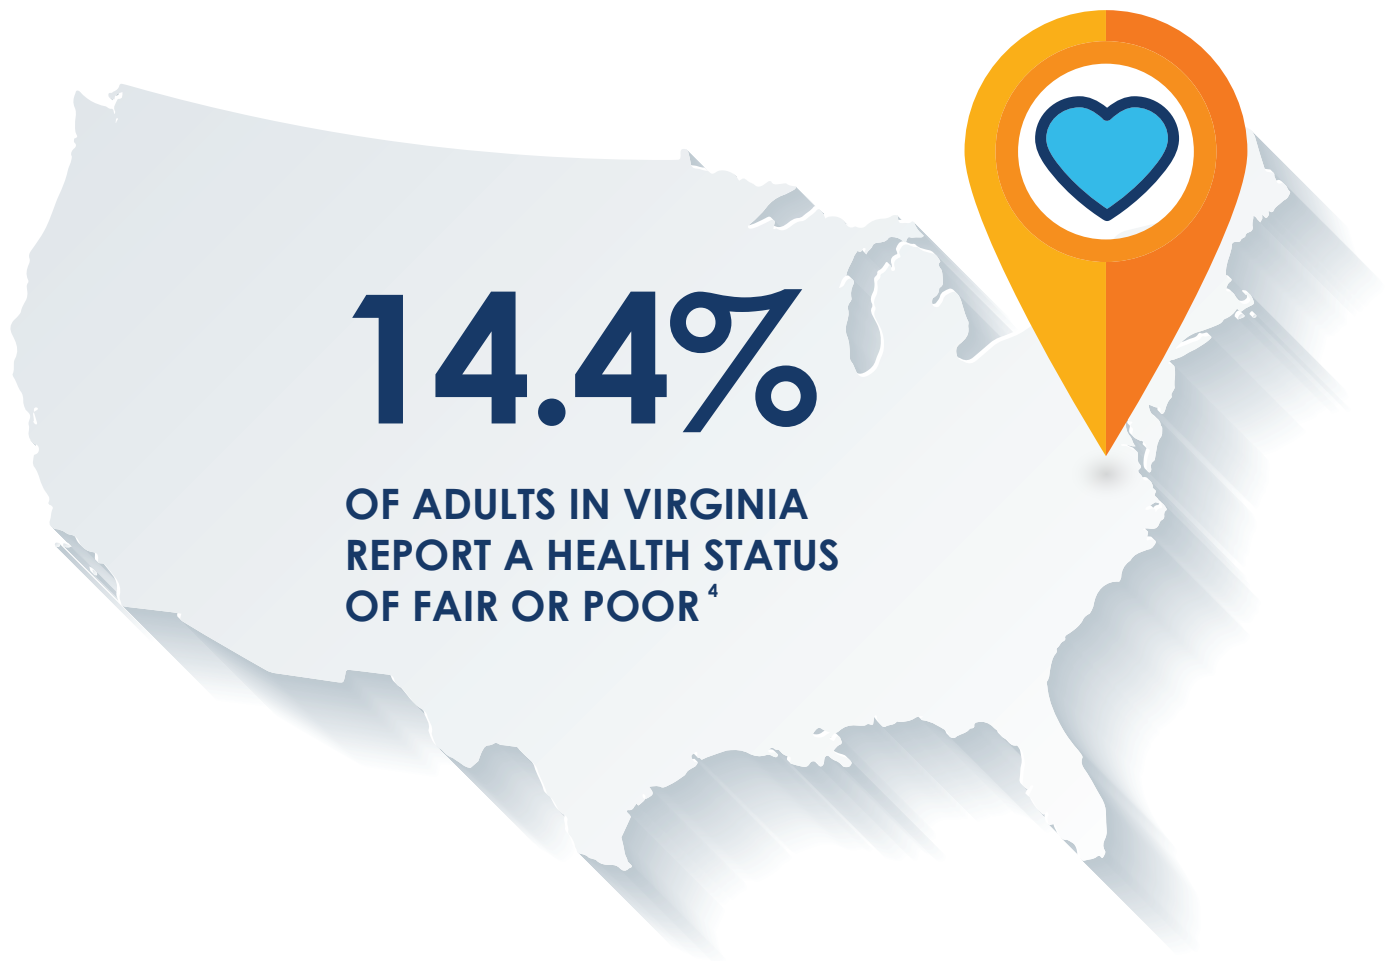 14.4%
OF ADULTS IN VIRGINIA
REPORT A HEALTH STATUS
OF FAIR OR POOR 4